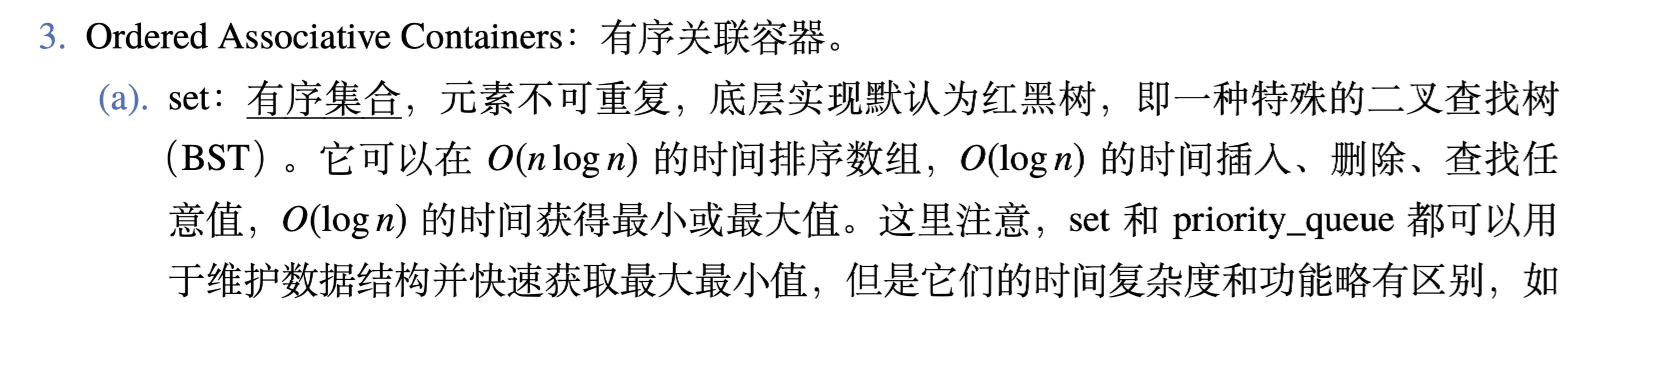 3. Ordered Associative Containers：有序关联容器。
(a). set：有序集合，元素不可重复，底层实现默认为红黑树，即一种特殊的二叉查找树
（BST）。它可以在 O(n log n) 的时间排序数组，O(log n) 的时间插入、删除、查找任
意值，O(log n) 的时间获得最小或最大值。这里注意，set 和 priority_queue 都可以用
于维护数据结构并快速获取最大最小值，但是它们的时间复杂度和功能略有区别，如